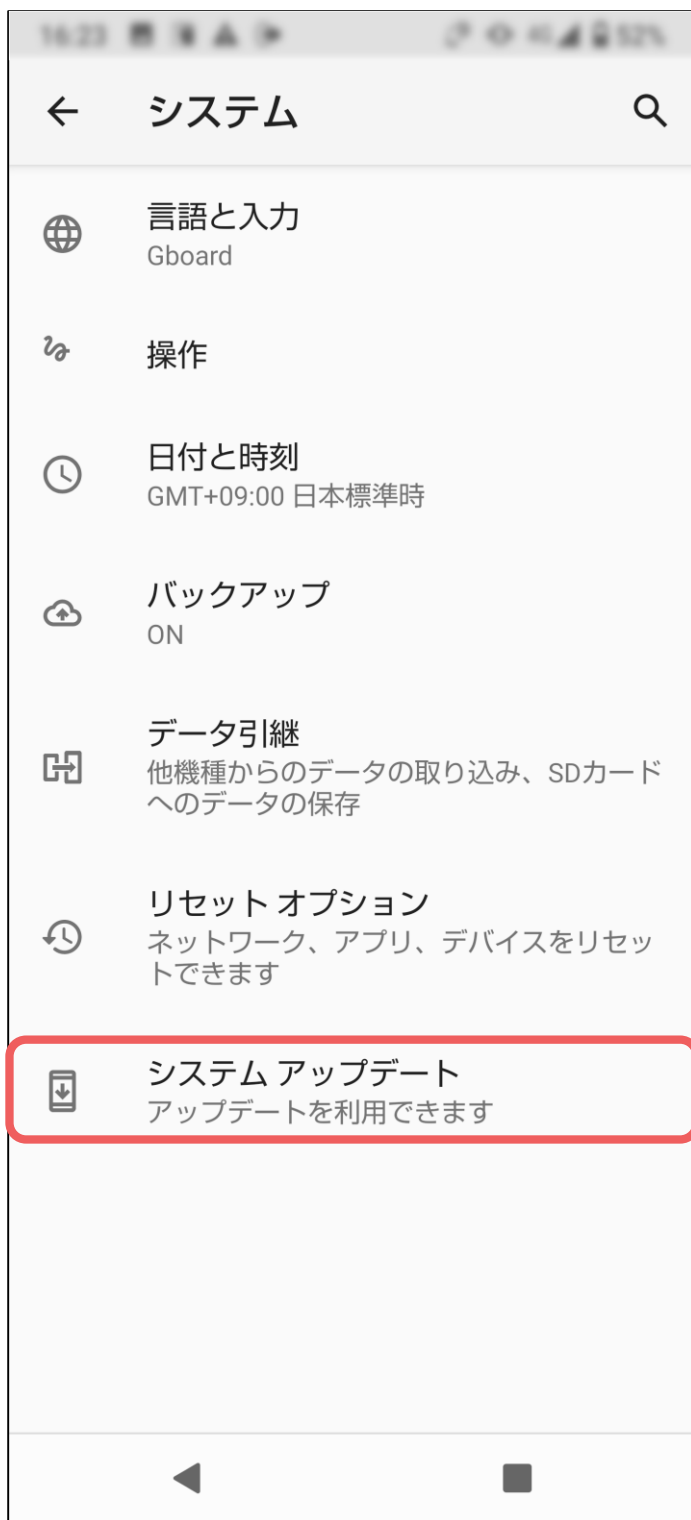 16:23 52%
システム
言語と入力
Gboard
操作
日付と時刻
GMT+09:00 日本標準時
バックアップ
ON
データ引継
他機種からのデータの取り込み、SDカード
へのデータの保存
リセット オプション
ネットワーク、アプリ、デバイスをリセッ
トできます
システム アップデート
アップデートを利用できます